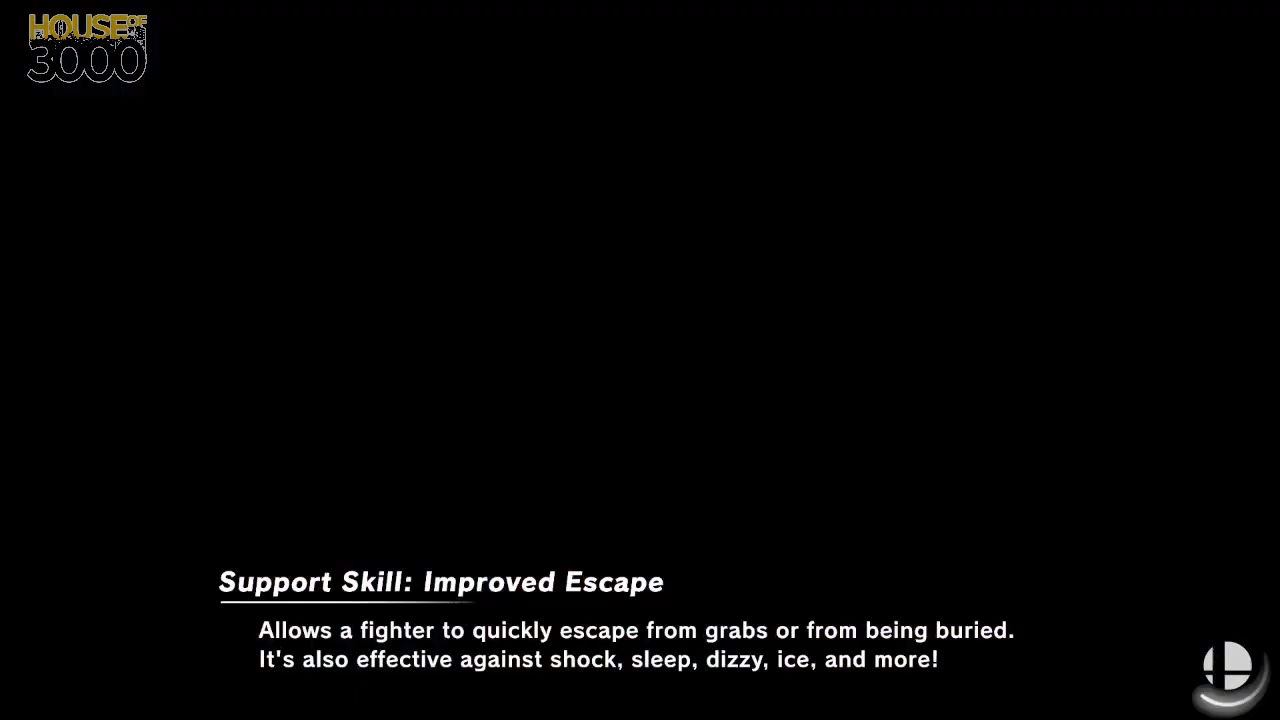 HOUSE OF
3000
Support Skill: Improved Escape
Allows a fighter to quickly escape from grabs or from being buried.
It's also effective against shock, sleep, dizzy, ice, and more!